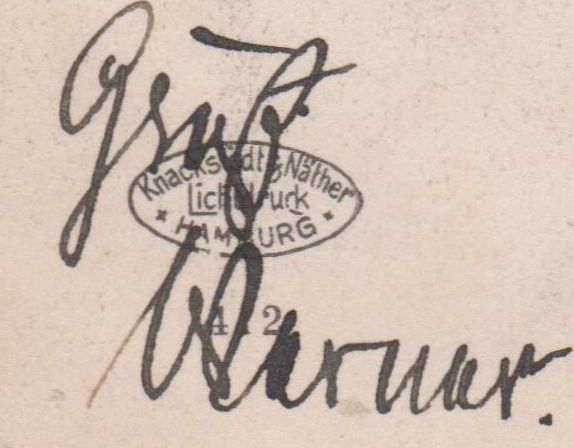 Gruß
Knackstedt & Näther
Lichtdruck
HAMBURG
Werner.